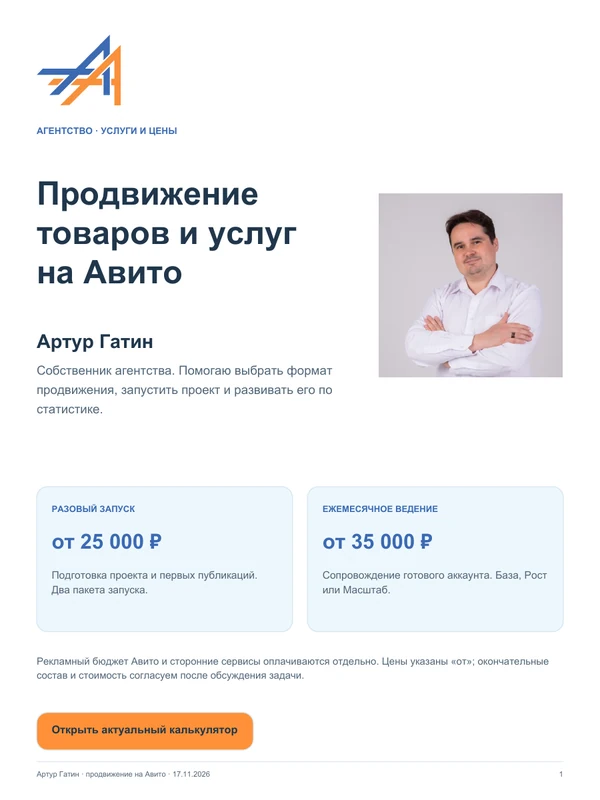 АГЕНТСТВО · УСЛУГИ И ЦЕНЫ
Продвижение
товаров и услуг
на Авито
Артур Гатин
Собственник агентства. Помогаю выбрать формат
продвижения, запустить проект и развивать его по
статистике.
РАЗОВЫЙ ЗАПУСК
от 25 000 ₽
Подготовка проекта и первых публикаций.
Два пакета запуска.
ЕЖЕМЕСЯЧНОЕ ВЕДЕНИЕ
от 35 000 ₽
Сопровождение готового аккаунта. База, Рост
или Масштаб.
Рекламный бюджет Авито и сторонние сервисы оплачиваются отдельно. Цены указаны «от»; окончательные
состав и стоимость согласуем после обсуждения задачи.
Открыть актуальный калькулятор
Артур Гатин · продвижение на Авито · 17.11.2026
1